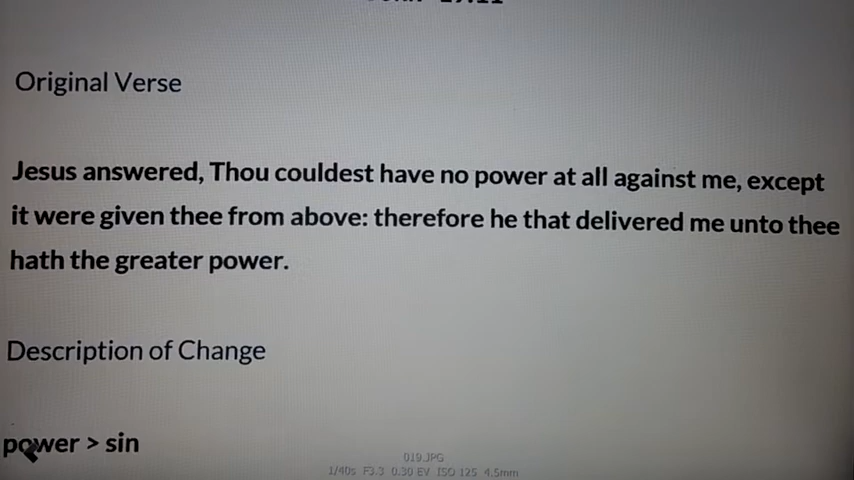 19:11
Original Verse
Jesus answered, Thou couldest have no power at all against me, except
it were given thee from above: therefore he that delivered me unto thee
hath the greater power.
Description of Change
power > sin
019.JPG
1/40s F3.3 0.30 EV ISO 125 4.5mm